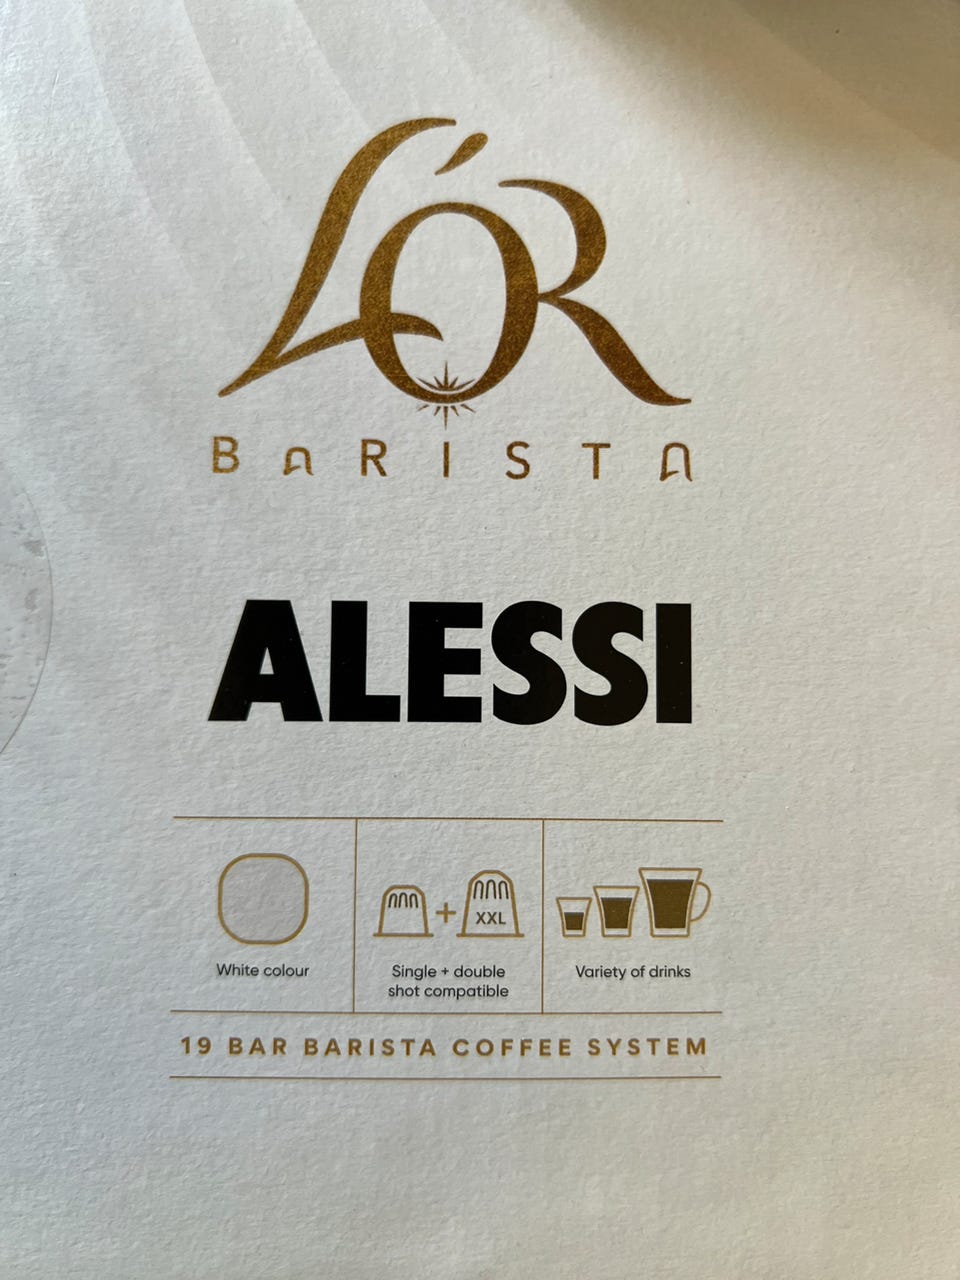 L'OR
BARISTA
ALESSI
White colour
Single + double
shot compatible
XXL
Variety of drinks
19 BAR BARISTA COFFEE SYSTEM